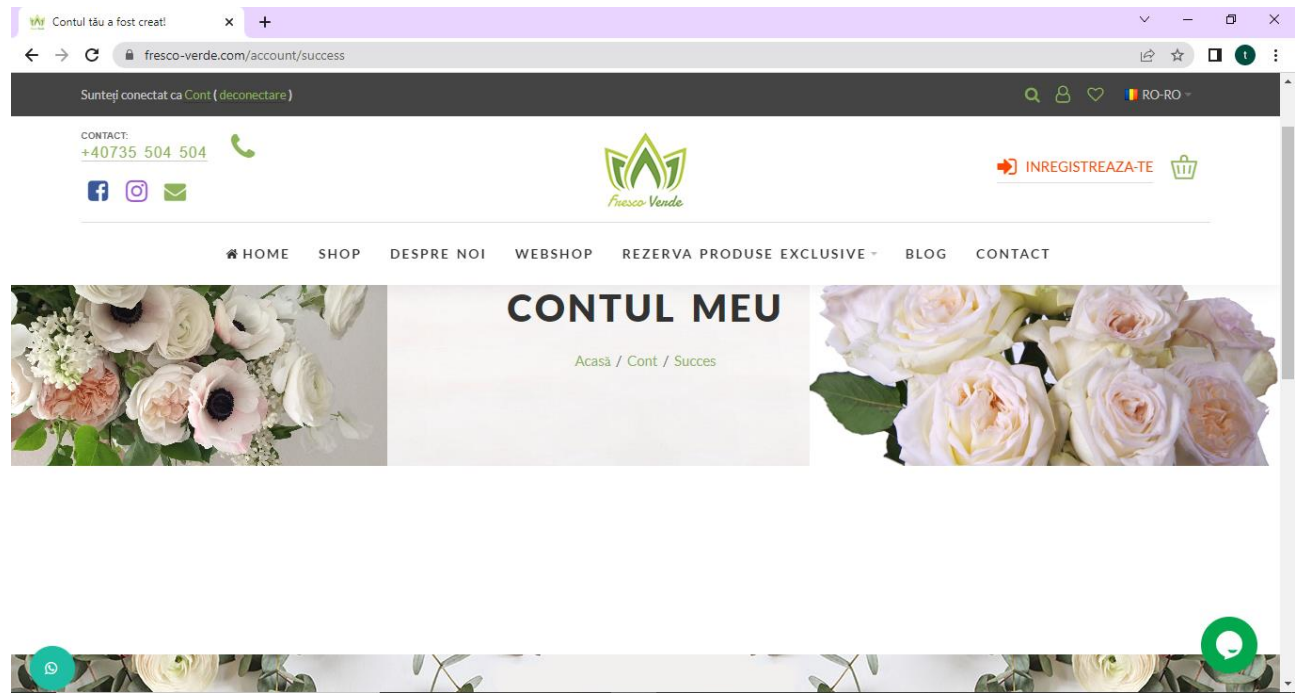 Contul tău a fost creat!
fresco-verde.com/account/success
t
Sunteți conectat ca Cont ( deconectare )
RO-RO
CONTACT:
+40735 504 504
Fresco Verde
INREGISTREAZA-TE
HOME SHOP DESPRE NOI WEBSHOP REZERVA PRODUSE EXCLUSIVE BLOG CONTACT
CONTUL MEU
Acasă / Cont / Succes